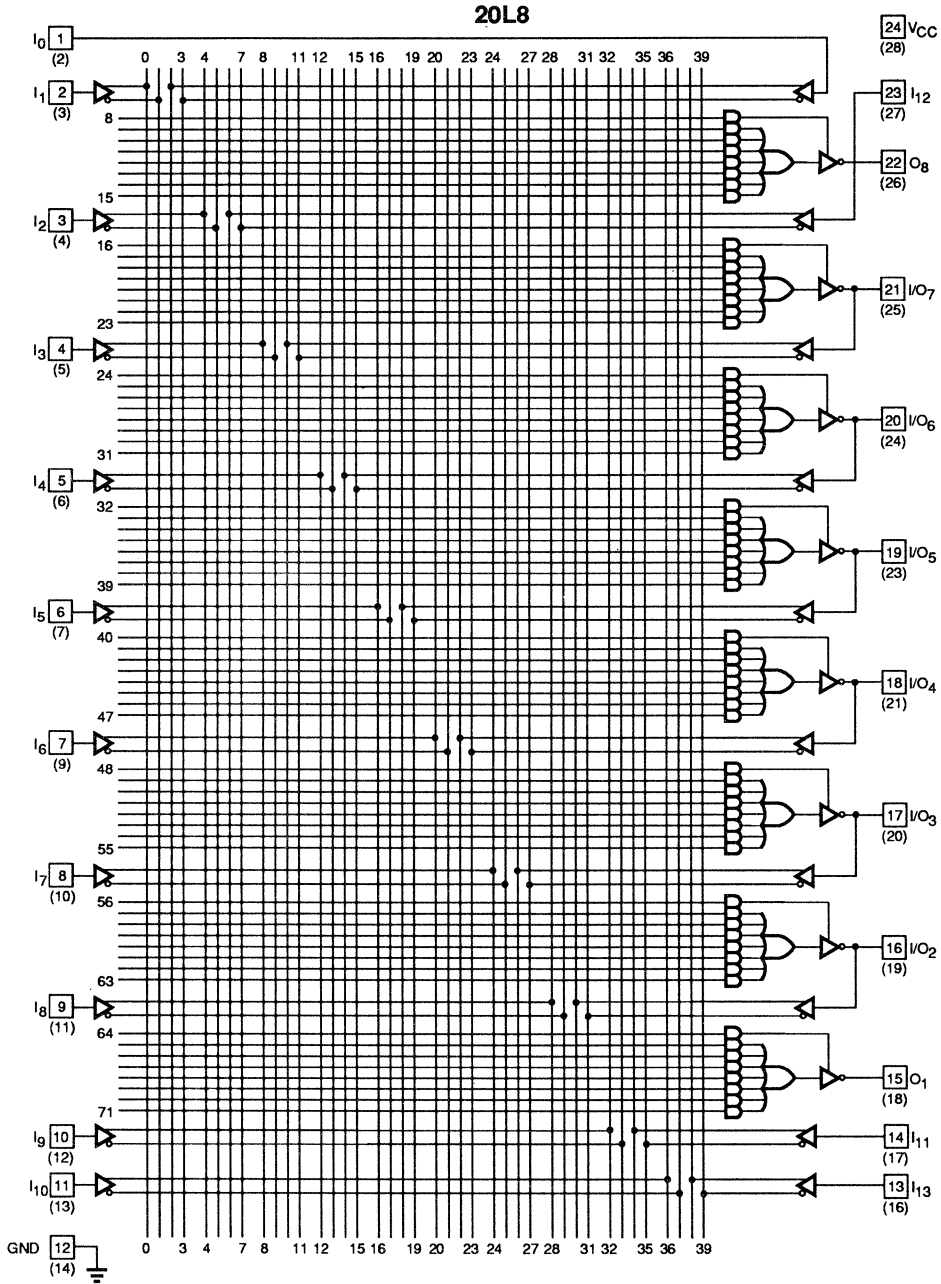 20L8
I0 1 (2)
24 VCC (28)
0 3 4 7 8 11 12 15 16 19 20 23 24 27 28 31 32 35 36 39
I1 2 (3)
23 I12 (27)
8
22 O8 (26)
15
I2 3 (4)
16
21 I/O7 (25)
23
I3 4 (5)
24
20 I/O6 (24)
31
I4 5 (6)
32
19 I/O5 (23)
39
I5 6 (7)
40
18 I/O4 (21)
47
I6 7 (9)
48
17 I/O3 (20)
55
I7 8 (10)
56
16 I/O2 (19)
63
I8 9 (11)
64
15 O1 (18)
71
I9 10 (12)
14 I11 (17)
I10 11 (13)
13 I13 (16)
GND 12 (14)
0 3 4 7 8 11 12 15 16 19 20 23 24 27 28 31 32 35 36 39